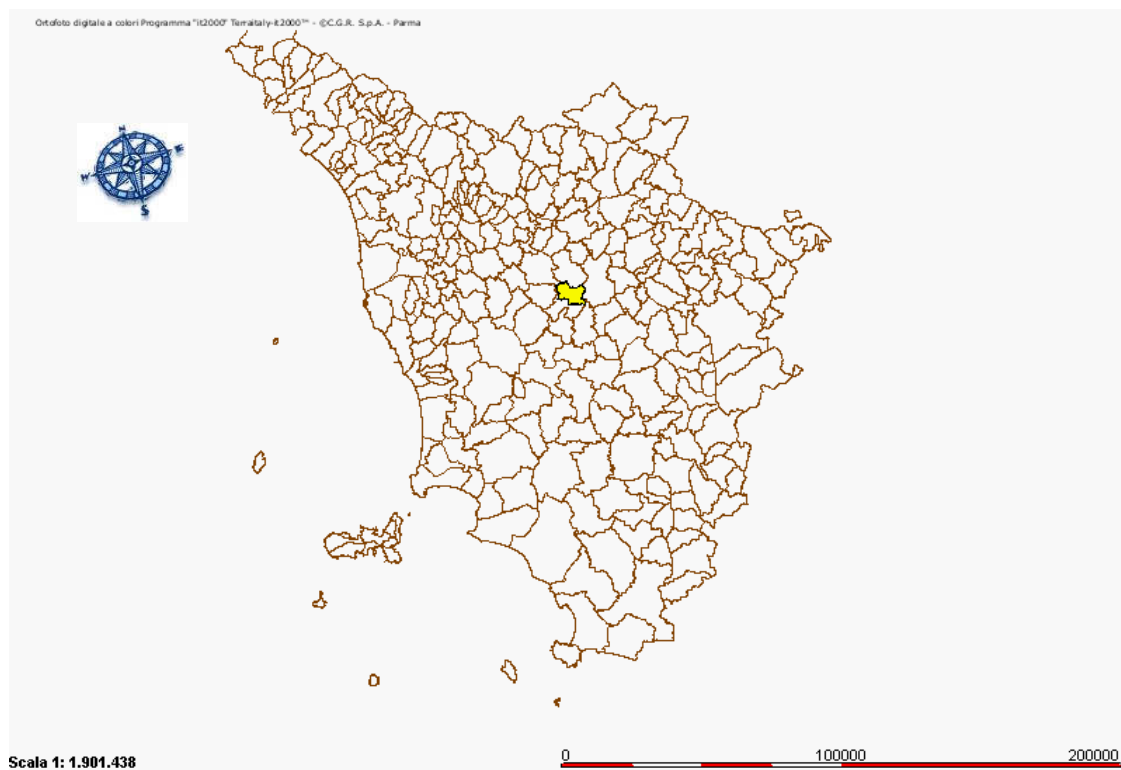 Ortofoto digitale a colori Programma "it2000" Terraitaly-it2000™ - ©C.G.R. S.p.A. - Parma
N
E
W
S
Scala 1: 1.901.438
0 100000 200000